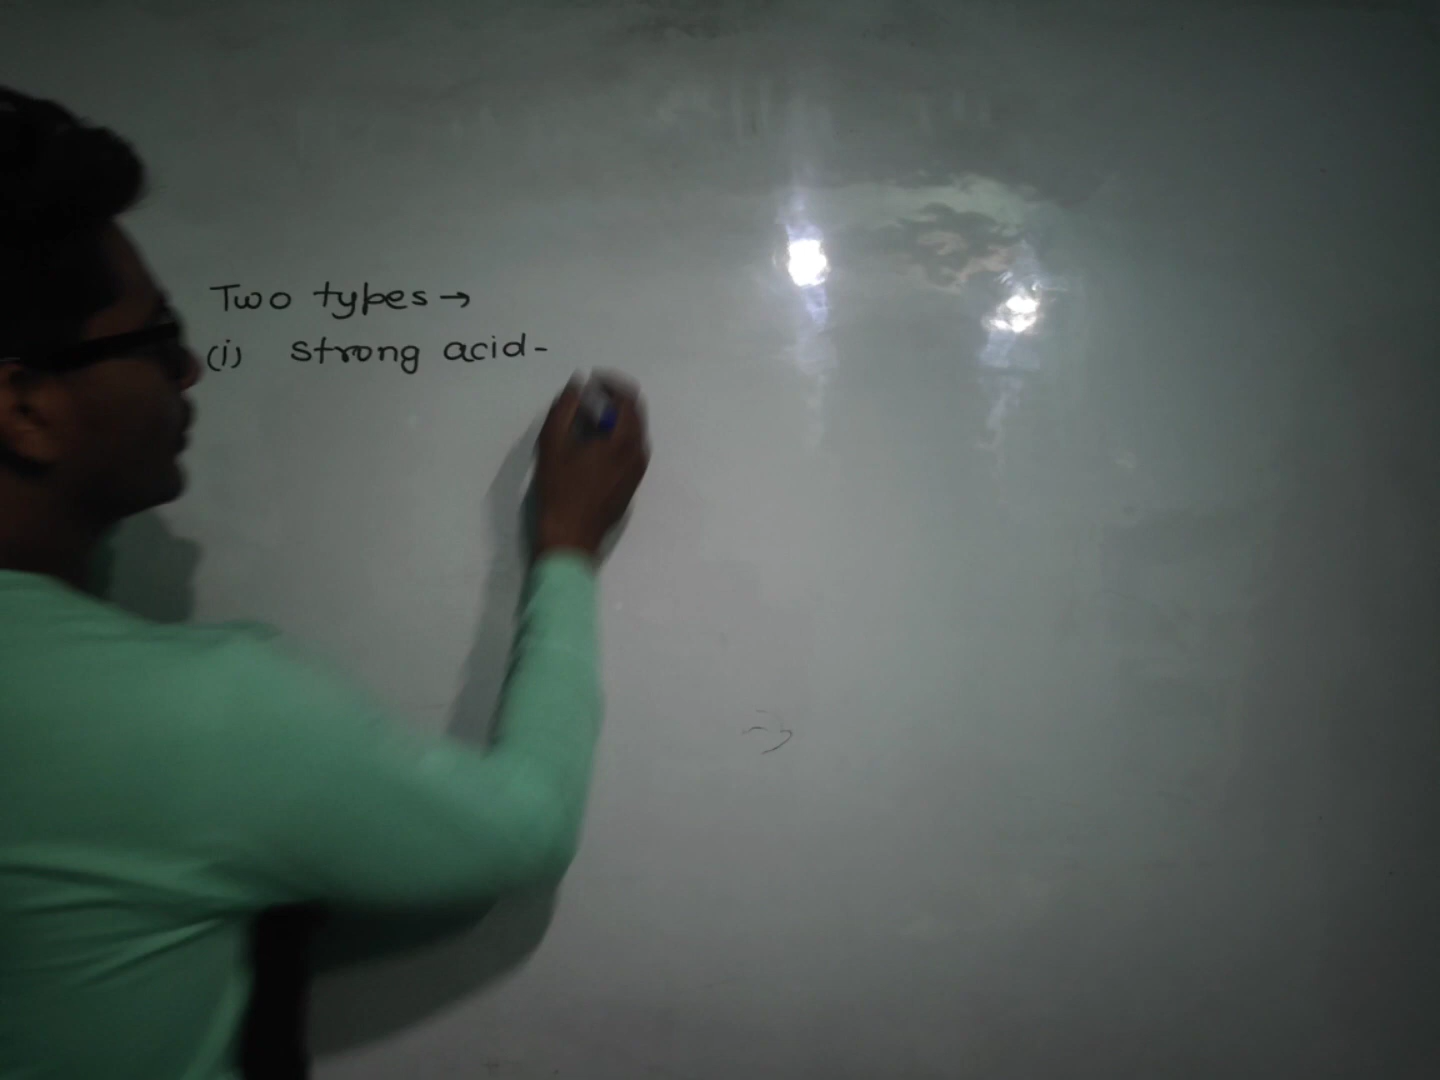 Two types →
(i) strong acid -